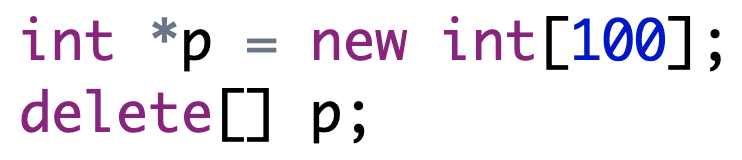 int *p = new int[100];
delete[] p;